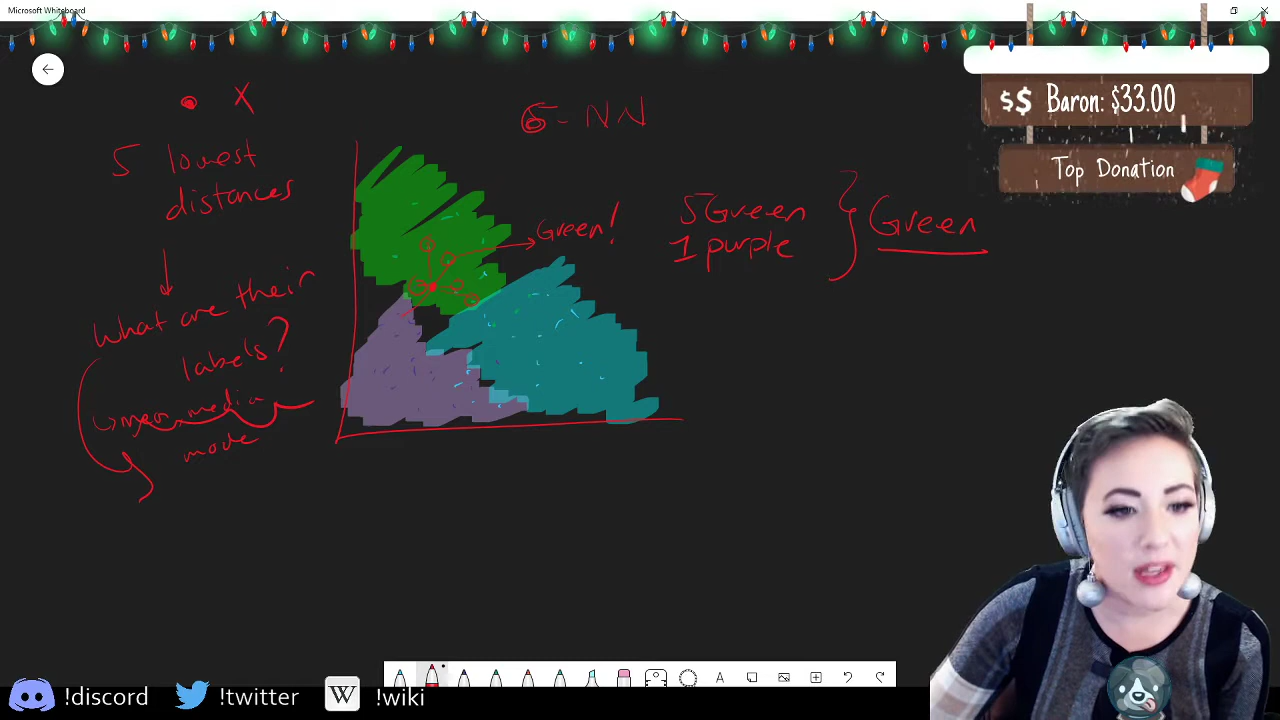 Microsoft Whiteboard
X
5 lowest
distances
What are their
labels?
mode
- NN
Green!
5 Green
1 purple
Green
$$ Baron: $33.00
Top Donation
!discord
!twitter
W !wiki
A